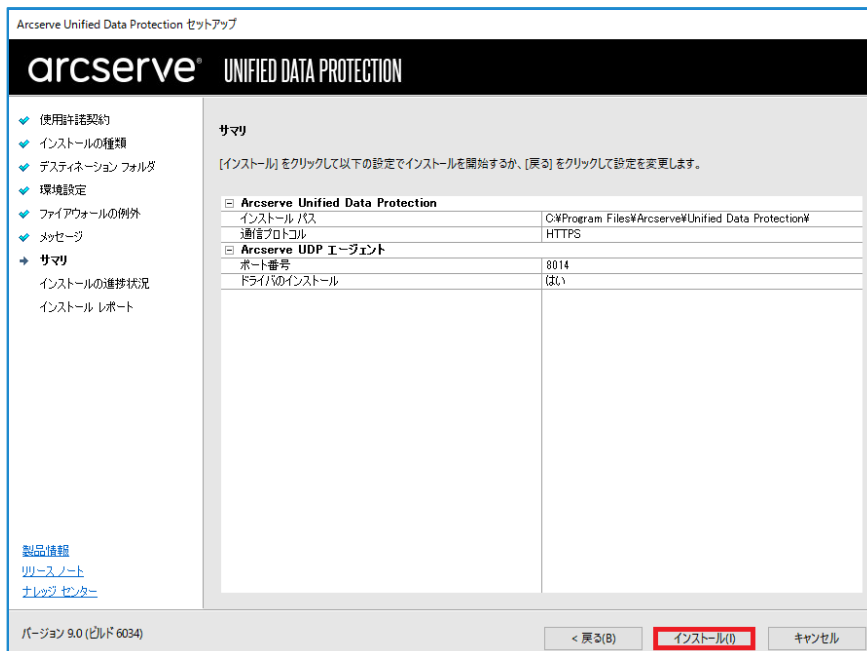 Arcserve Unified Data Protection セットアップ
arcserve® UNIFIED DATA PROTECTION
使用許諾契約
インストールの種類
デスティネーション フォルダ
環境設定
ファイアウォールの例外
メッセージ
サマリ
インストールの進捗状況
インストール レポート
サマリ
[インストール] をクリックして以下の設定でインストールを開始するか、[戻る] をクリックして設定を変更します。
Arcserve Unified Data Protection
インストール パス C:¥Program Files¥Arcserve¥Unified Data Protection¥
通信プロトコル HTTPS
Arcserve UDP エージェント
ポート番号 8014
ドライバのインストール はい
製品情報
リリース ノート
ナレッジ センター
バージョン 9.0 (ビルド 6034)
< 戻る(B) インストール(I) キャンセル